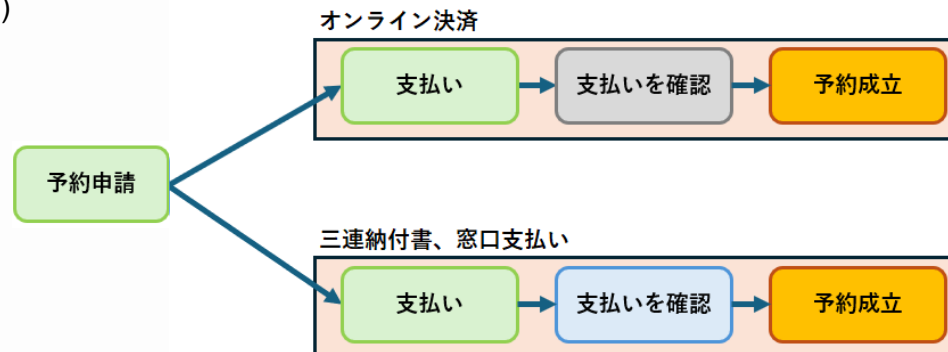 )
オンライン決済
支払い
支払いを確認
予約成立
予約申請
三連納付書、窓口支払い
支払い
支払いを確認
予約成立